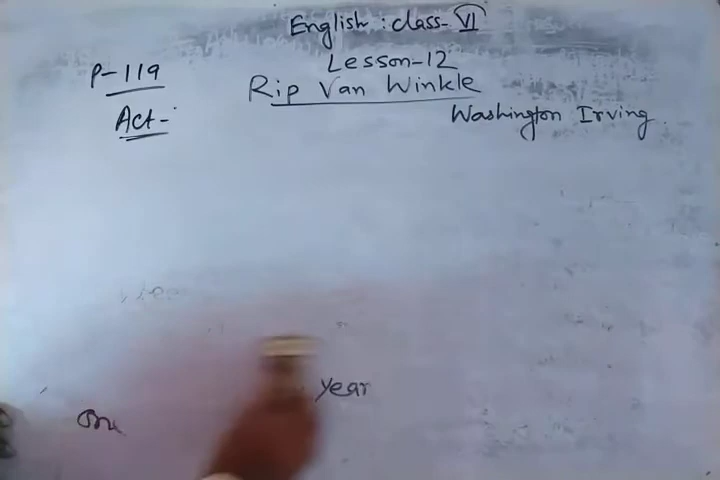 English : class - VI
Lesson-12
P-119
Rip Van Winkle
Act -
Washington Irving.
year